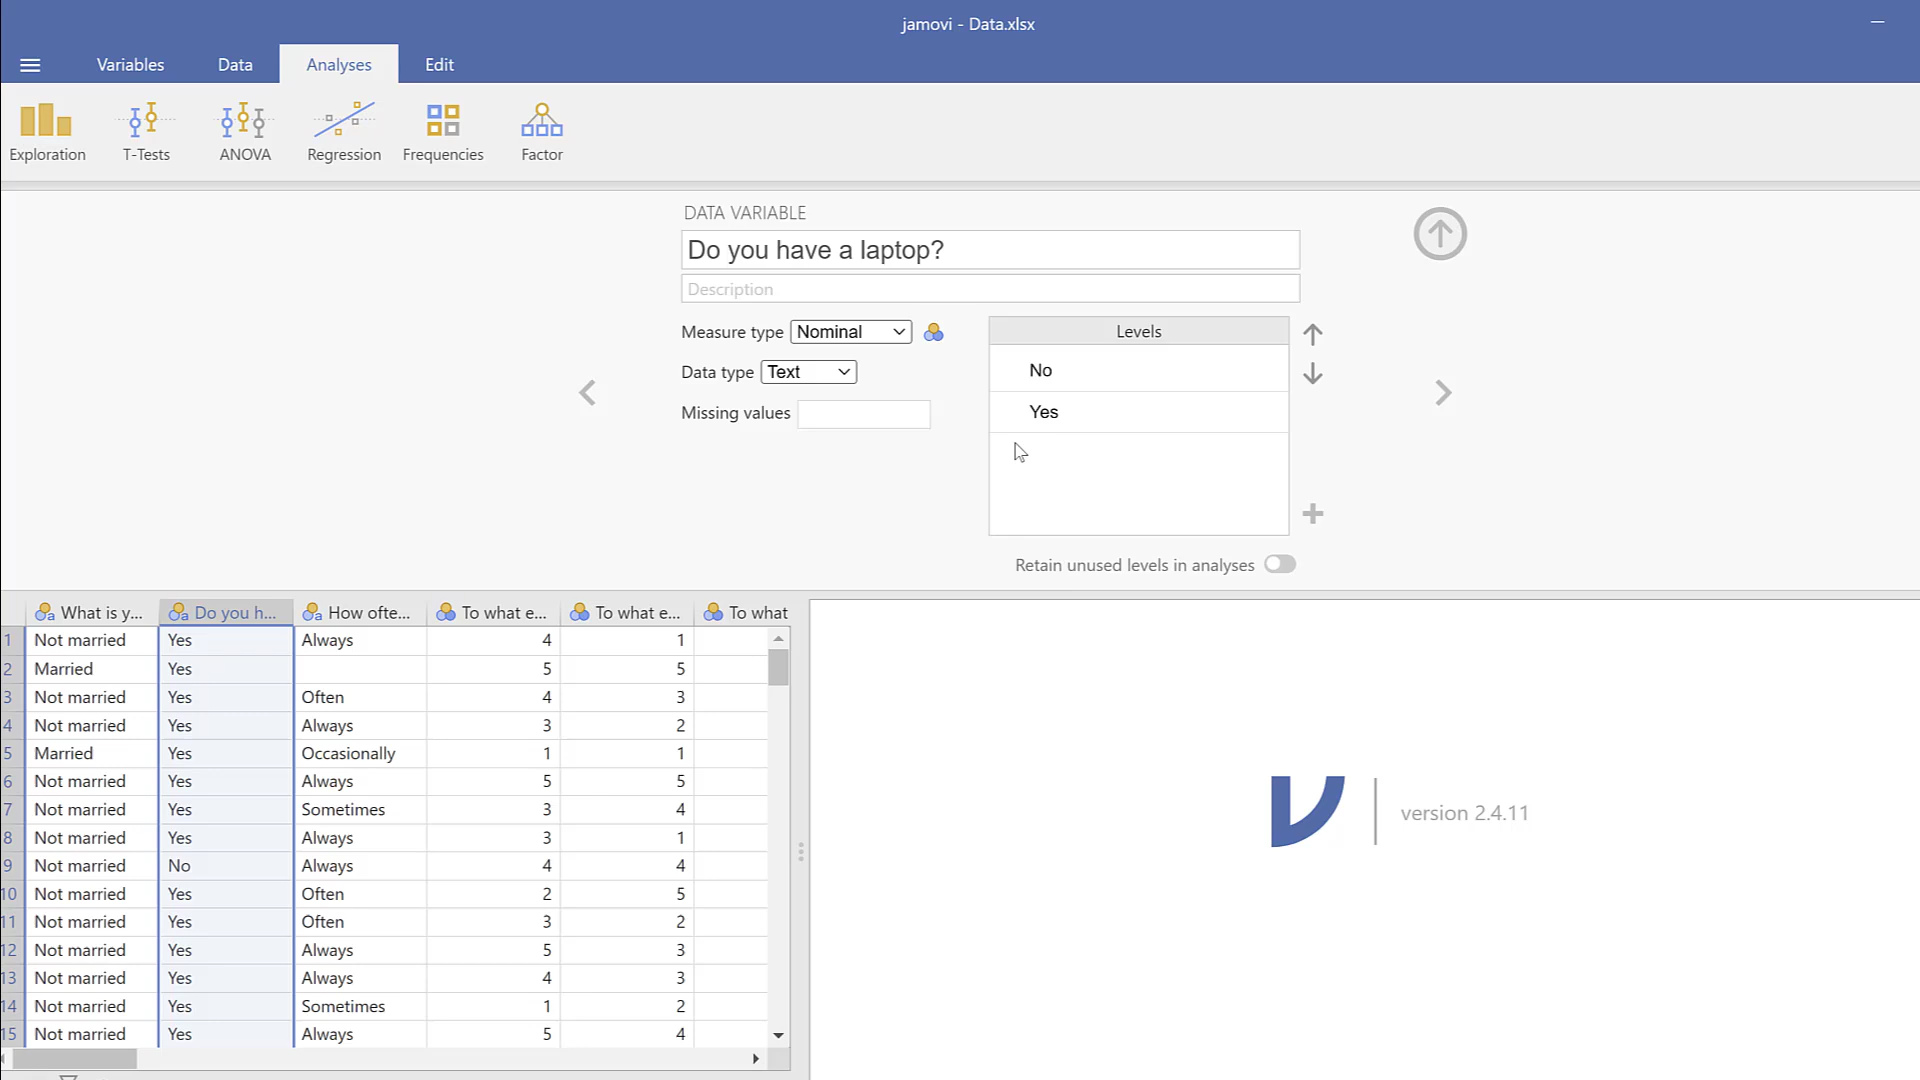 jamovi - Data.xlsx
Variables Data Analyses Edit
Exploration T-Tests ANOVA Regression Frequencies Factor
DATA VARIABLE
Do you have a laptop?
Description
Measure type Nominal
Data type Text
Missing values
Levels
No
Yes
Retain unused levels in analyses
What is y... Do you h... How ofte... To what e... To what e... To what
1 Not married Yes Always 4 1
2 Married Yes 5 5
3 Not married Yes Often 4 3
4 Not married Yes Always 3 2
5 Married Yes Occasionally 1 1
6 Not married Yes Always 5 5
7 Not married Yes Sometimes 3 4
8 Not married Yes Always 3 1
9 Not married No Always 4 4
10 Not married Yes Often 2 5
11 Not married Yes Often 3 2
12 Not married Yes Always 5 3
13 Not married Yes Always 4 3
14 Not married Yes Sometimes 1 2
15 Not married Yes Always 5 4
version 2.4.11